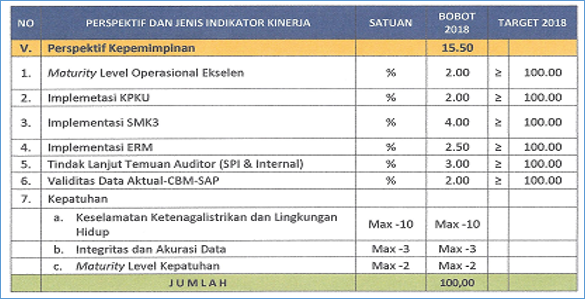 NO PERSPEKTIF DAN JENIS INDIKATOR KINERJA SATUAN BOBOT 2018 TARGET 2018
V. Perspektif Kepemimpinan 15.50
1. Maturity Level Operasional Ekselen % 2.00 ≥ 100.00
2. Implemetasi KPKU % 2.00 ≥ 100.00
3. Implementasi SMK3 % 4.00 ≥ 100.00
4. Implementasi ERM % 2.50 ≥ 100.00
5. Tindak Lanjut Temuan Auditor (SPI & Internal) % 3.00 ≥ 100.00
6. Validitas Data Aktual-CBM-SAP % 2.00 ≥ 100.00
7. Kepatuhan
a. Keselamatan Ketenagalistrikan dan Lingkungan
Hidup Max -10 Max -10
b. Integritas dan Akurasi Data Max -3 Max -3
c. Maturity Level Kepatuhan Max -2 Max -2
JUMLAH 100,00